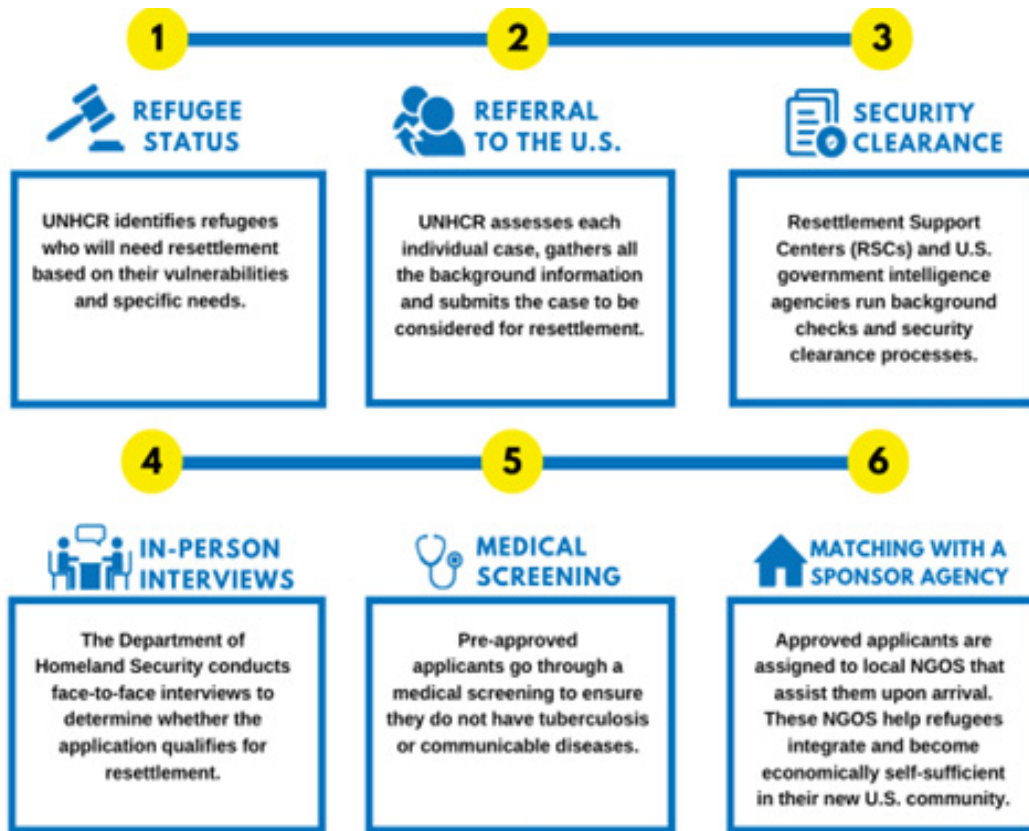 1
2
3
REFUGEE
STATUS
REFERRAL
TO THE U.S.
SECURITY
CLEARANCE
UNHCR identifies refugees
who will need resettlement
based on their vulnerabilities
and specific needs.
UNHCR assesses each
individual case, gathers all
the background information
and submits the case to be
considered for resettlement.
Resettlement Support
Centers (RSCs) and U.S.
government intelligence
agencies run background
checks and security
clearance processes.
4
5
6
IN-PERSON
INTERVIEWS
MEDICAL
SCREENING
MATCHING WITH A
SPONSOR AGENCY
The Department of
Homeland Security conducts
face-to-face interviews to
determine whether the
application qualifies for
resettlement.
Pre-approved
applicants go through a
medical screening to ensure
they do not have tuberculosis
or communicable diseases.
Approved applicants are
assigned to local NGOS that
assist them upon arrival.
These NGOS help refugees
integrate and become
economically self-sufficient
in their new U.S. community.